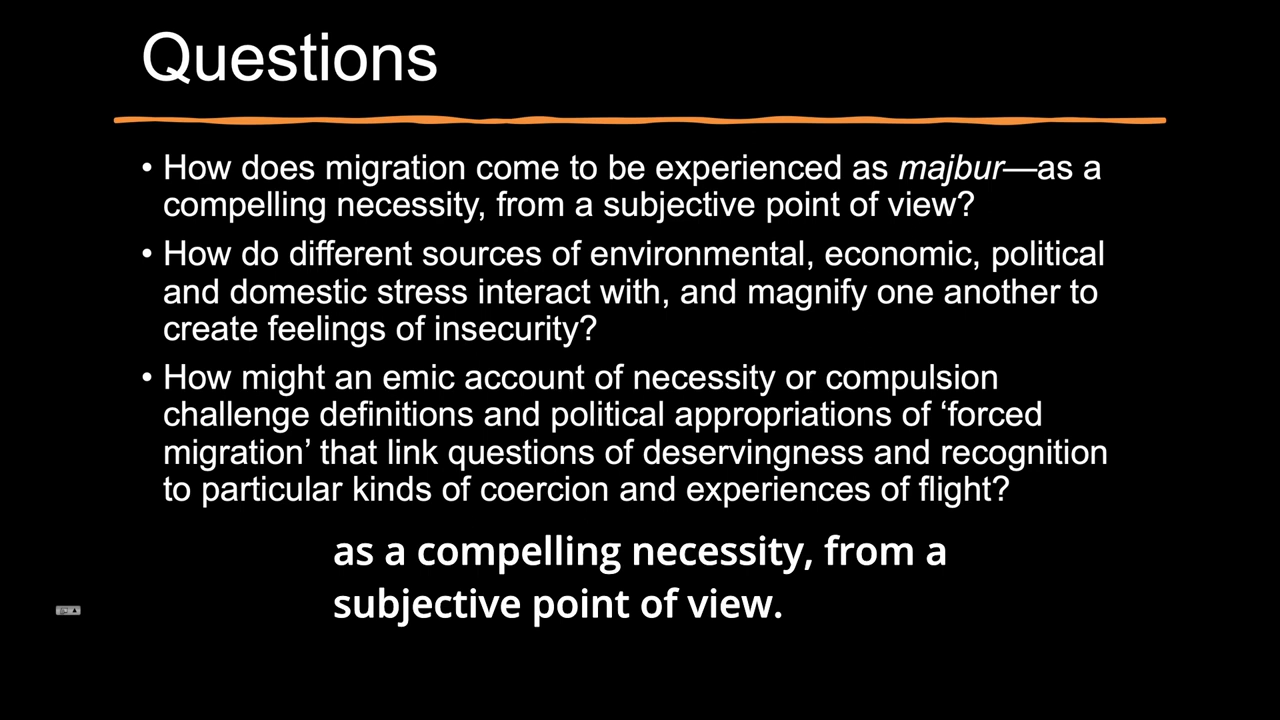 Questions
• How does migration come to be experienced as majbur—as a
compelling necessity, from a subjective point of view?
• How do different sources of environmental, economic, political
and domestic stress interact with, and magnify one another to
create feelings of insecurity?
• How might an emic account of necessity or compulsion
challenge definitions and political appropriations of ‘forced
migration’ that link questions of deservingness and recognition
to particular kinds of coercion and experiences of flight?
as a compelling necessity, from a
subjective point of view.